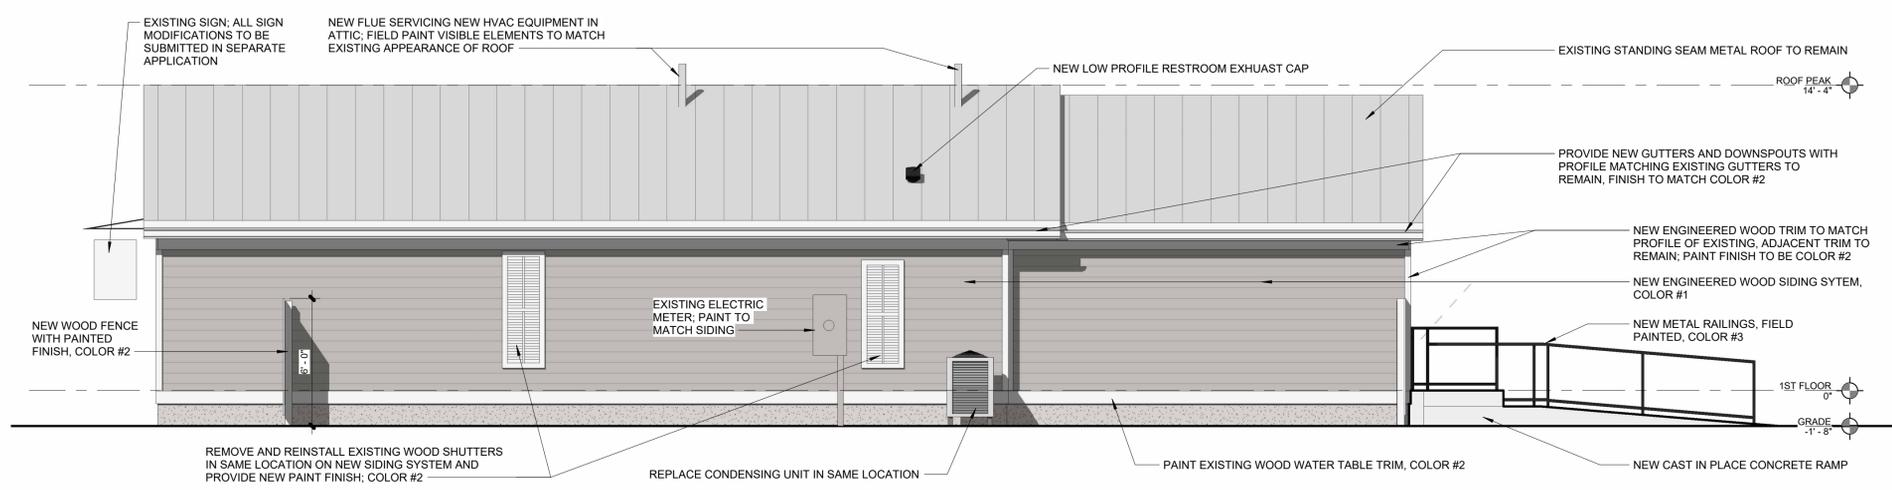 EXISTING SIGN; ALL SIGN
MODIFICATIONS TO BE
SUBMITTED IN SEPARATE
APPLICATION
NEW FLUE SERVICING NEW HVAC EQUIPMENT IN
ATTIC; FIELD PAINT VISIBLE ELEMENTS TO MATCH
EXISTING APPEARANCE OF ROOF
NEW LOW PROFILE RESTROOM EXHUAST CAP
EXISTING STANDING SEAM METAL ROOF TO REMAIN
ROOF PEAK
14' - 4"
PROVIDE NEW GUTTERS AND DOWNSPOUTS WITH
PROFILE MATCHING EXISTING GUTTERS TO
REMAIN, FINISH TO MATCH COLOR #2
NEW ENGINEERED WOOD TRIM TO MATCH
PROFILE OF EXISTING, ADJACENT TRIM TO
REMAIN; PAINT FINISH TO BE COLOR #2
NEW ENGINEERED WOOD SIDING SYTEM,
COLOR #1
EXISTING ELECTRIC
METER; PAINT TO
MATCH SIDING
NEW WOOD FENCE
WITH PAINTED
FINISH, COLOR #2
6' - 0"
NEW METAL RAILINGS, FIELD
PAINTED, COLOR #3
1ST FLOOR
0"
GRADE
-1' - 8"
REMOVE AND REINSTALL EXISTING WOOD SHUTTERS
IN SAME LOCATION ON NEW SIDING SYSTEM AND
PROVIDE NEW PAINT FINISH; COLOR #2
REPLACE CONDENSING UNIT IN SAME LOCATION
PAINT EXISTING WOOD WATER TABLE TRIM, COLOR #2
NEW CAST IN PLACE CONCRETE RAMP